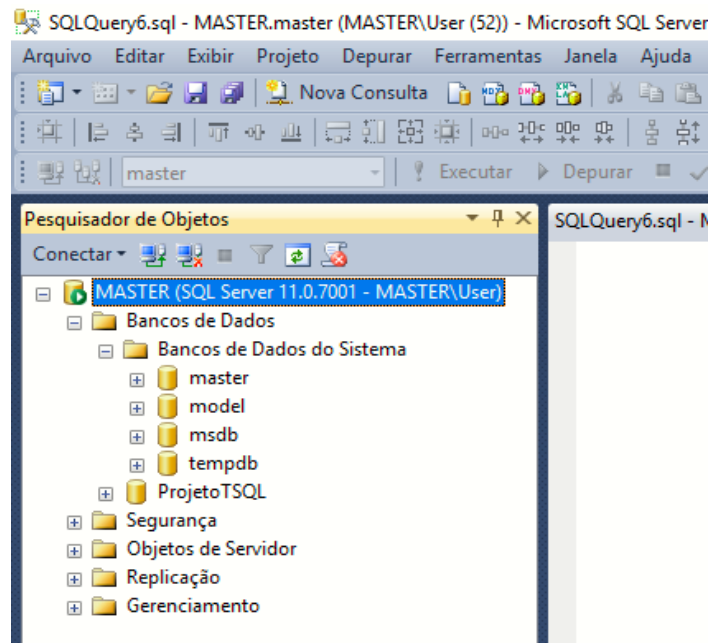 SQLQuery6.sql - MASTER.master (MASTER\User (52)) - Microsoft SQL Server
Arquivo Editar Exibir Projeto Depurar Ferramentas Janela Ajuda
Nova Consulta
master Executar Depurar
Pesquisador de Objetos
SQLQuery6.sql - M
Conectar
MASTER (SQL Server 11.0.7001 - MASTER\User)
Bancos de Dados
Bancos de Dados do Sistema
master
model
msdb
tempdb
ProjetoTSQL
Segurança
Objetos de Servidor
Replicação
Gerenciamento